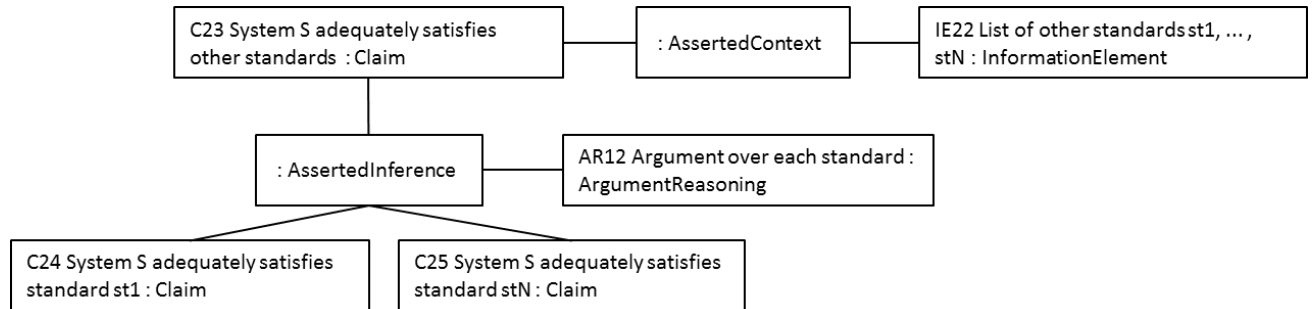 C23 System S adequately satisfies
other standards : Claim
: AssertedContext
IE22 List of other standards st1, ... ,
stN : InformationElement
: AssertedInference
AR12 Argument over each standard :
ArgumentReasoning
C24 System S adequately satisfies
standard st1 : Claim
C25 System S adequately satisfies
standard stN : Claim